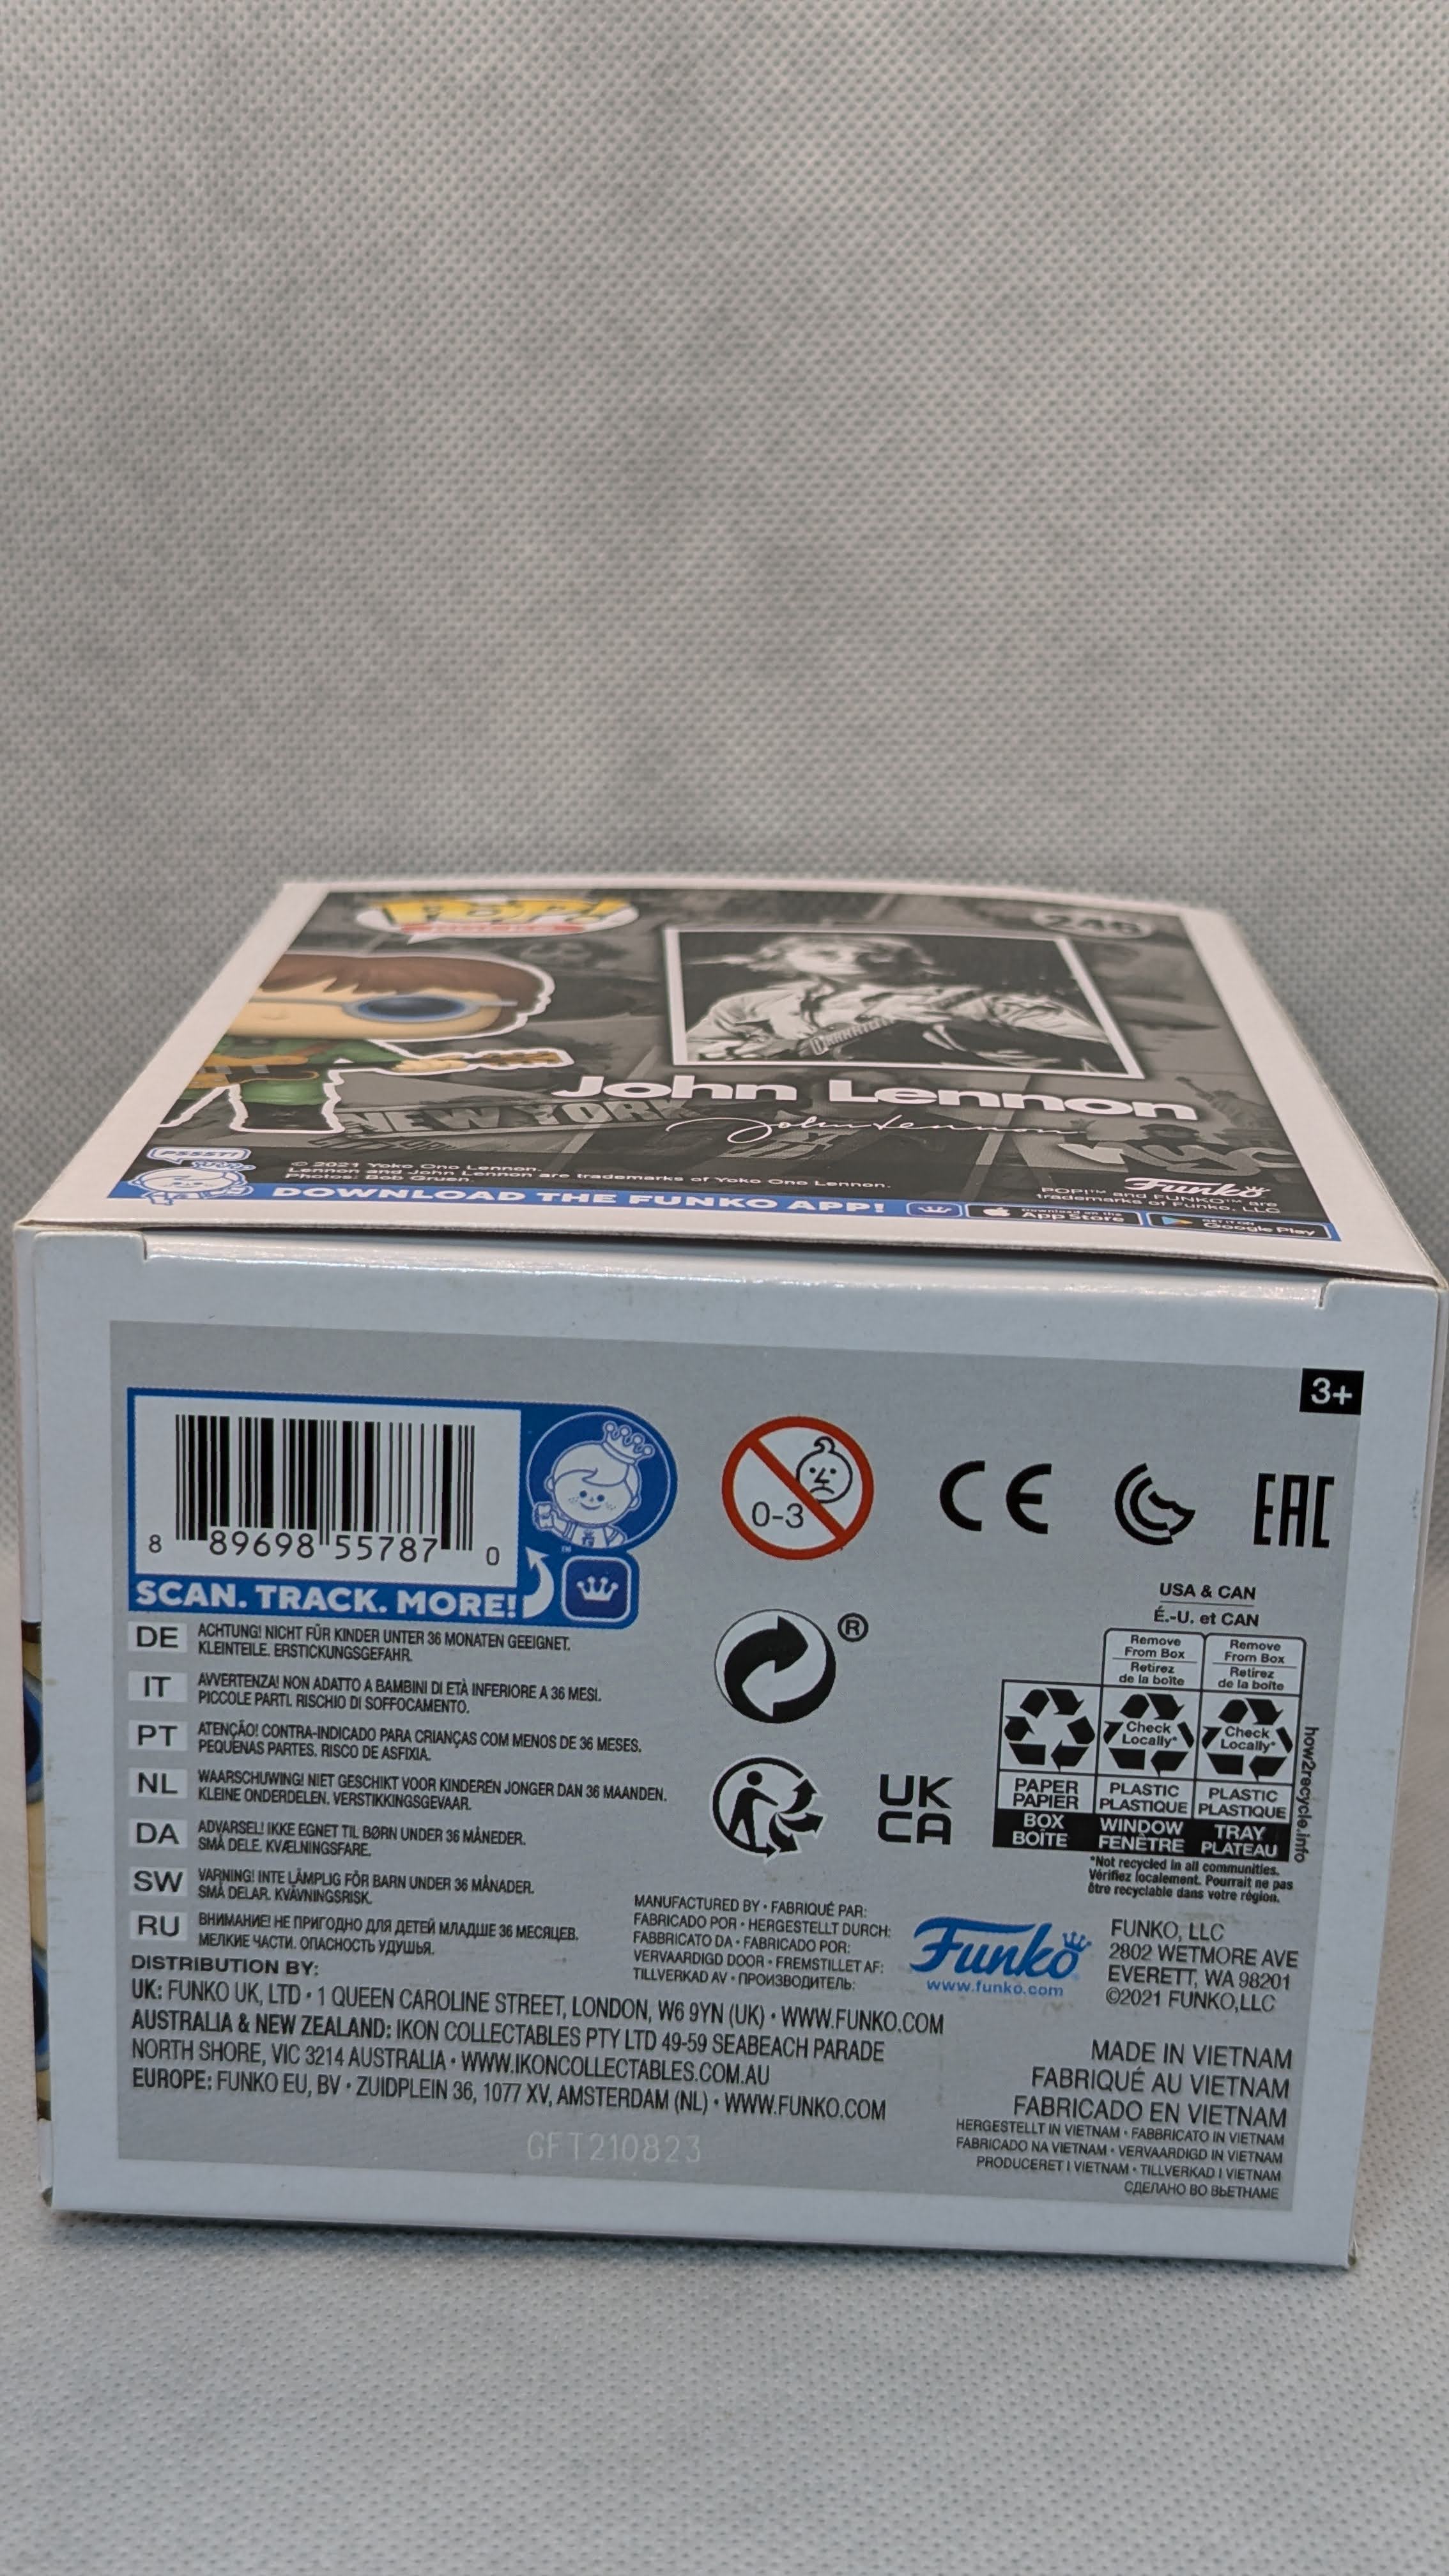 POP!
ROCKS
246
John Lennon
NEW YORK
John Lennon
NYC
PSSST!
© 2021 Yoko Ono Lennon.
Lennon and John Lennon are trademarks of Yoko Ono Lennon.
Photos: Bob Gruen.
Funko
POP!™ and FUNKO™ are
trademarks of Funko, LLC
DOWNLOAD THE FUNKO APP!
Download on the
App Store
GET IT ON
Google Play
3+
8 89698 55787 0
™
SCAN. TRACK. MORE!
0-3
CE
EAC
DE ACHTUNG! NICHT FÜR KINDER UNTER 36 MONATEN GEEIGNET.
KLEINTEILE. ERSTICKUNGSGEFAHR.
IT AVVERTENZA! NON ADATTO A BAMBINI DI ETÀ INFERIORE A 36 MESI.
PICCOLE PARTI. RISCHIO DI SOFFOCAMENTO.
PT ATENÇÃO! CONTRA-INDICADO PARA CRIANÇAS COM MENOS DE 36 MESES.
PEQUENAS PARTES. RISCO DE ASFIXIA.
NL WAARSCHUWING! NIET GESCHIKT VOOR KINDEREN JONGER DAN 36 MAANDEN.
KLEINE ONDERDELEN. VERSTIKKINGSGEVAAR.
DA ADVARSEL! IKKE EGNET TIL BØRN UNDER 36 MÅNEDER.
SMÅ DELE. KVÆLNINGSFARE.
SW VARNING! INTE LÄMPLIG FÖR BARN UNDER 36 MÅNADER.
SMÅ DELAR. KVÄVNINGSRISK.
RU ВНИМАНИЕ! НЕ ПРИГОДНО ДЛЯ ДЕТЕЙ МЛАДШЕ 36 МЕСЯЦЕВ.
МЕЛКИЕ ЧАСТИ. ОПАСНОСТЬ УДУШЬЯ.
®
UK
CA
USA & CAN
É.-U. et CAN
Remove
From Box
Retirez
de la boîte
Remove
From Box
Retirez
de la boîte
Check
Locally*
Check
Locally*
PAPER
PAPIER
PLASTIC
PLASTIQUE
PLASTIC
PLASTIQUE
BOX
BOÎTE
WINDOW
FENÊTRE
TRAY
PLATEAU
how2recycle.info
*Not recycled in all communities.
Vérifiez localement. Pourrait ne pas
être recyclable dans votre région.
MANUFACTURED BY • FABRIQUÉ PAR:
FABRICADO POR • HERGESTELLT DURCH:
FABBRICATO DA • FABRICADO POR:
VERVAARDIGD DOOR • FREMSTILLET AF:
TILLVERKAD AV • ПРОИЗВОДИТЕЛЬ:
Funko
www.funko.com
FUNKO, LLC
2802 WETMORE AVE
EVERETT, WA 98201
©2021 FUNKO,LLC
DISTRIBUTION BY:
UK: FUNKO UK, LTD • 1 QUEEN CAROLINE STREET, LONDON, W6 9YN (UK) • WWW.FUNKO.COM
AUSTRALIA & NEW ZEALAND: IKON COLLECTABLES PTY LTD 49-59 SEABEACH PARADE
NORTH SHORE, VIC 3214 AUSTRALIA • WWW.IKONCOLLECTABLES.COM.AU
EUROPE: FUNKO EU, BV • ZUIDPLEIN 36, 1077 XV, AMSTERDAM (NL) • WWW.FUNKO.COM
MADE IN VIETNAM
FABRIQUÉ AU VIETNAM
FABRICADO EN VIETNAM
HERGESTELLT IN VIETNAM • FABBRICATO IN VIETNAM
FABRICADO NA VIETNAM • VERVAARDIGD IN VIETNAM
PRODUCERET I VIETNAM • TILLVERKAD I VIETNAM
СДЕЛАНО ВО ВЬЕТНАМЕ
GFT210823